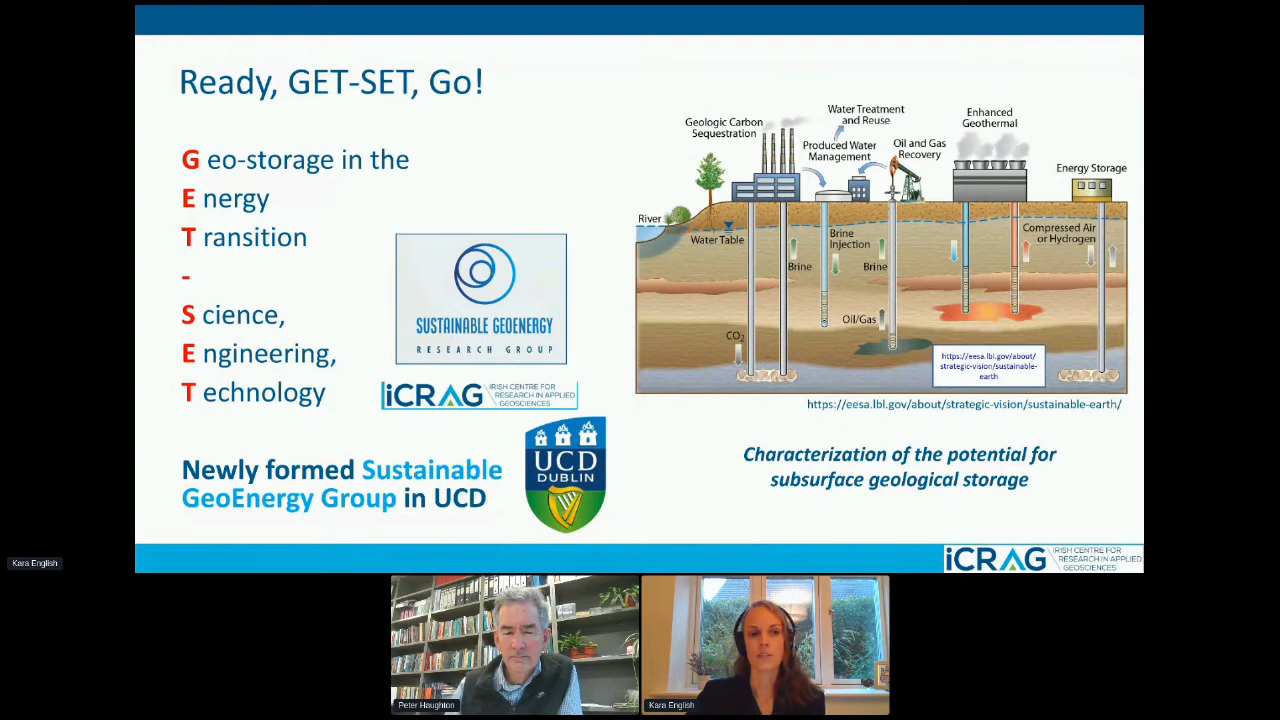 Ready, GET-SET, Go!
G eo-storage in the
E nergy
T ransition
-
S cience,
E ngineering,
T echnology
SUSTAINABLE GEOENERGY
RESEARCH GROUP
iCRAG
IRISH CENTRE FOR
RESEARCH IN APPLIED
GEOSCIENCES
Newly formed Sustainable
GeoEnergy Group in UCD
UCD
DUBLIN
Geologic Carbon
Sequestration
Water Treatment
and Reuse
Produced Water
Management
Oil and Gas
Recovery
Enhanced
Geothermal
Energy Storage
River
Water Table
Brine
Injection
Brine
Brine
Compressed Air
or Hydrogen
Oil/Gas
CO2
https://eesa.lbl.gov/about/
strategic-vision/sustainable-
earth
https://eesa.lbl.gov/about/strategic-vision/sustainable-earth/
Characterization of the potential for
subsurface geological storage
iCRAG
IRISH CENTRE FOR
RESEARCH IN APPLIED
GEOSCIENCES
Kara English
Peter Haughton
Kara English